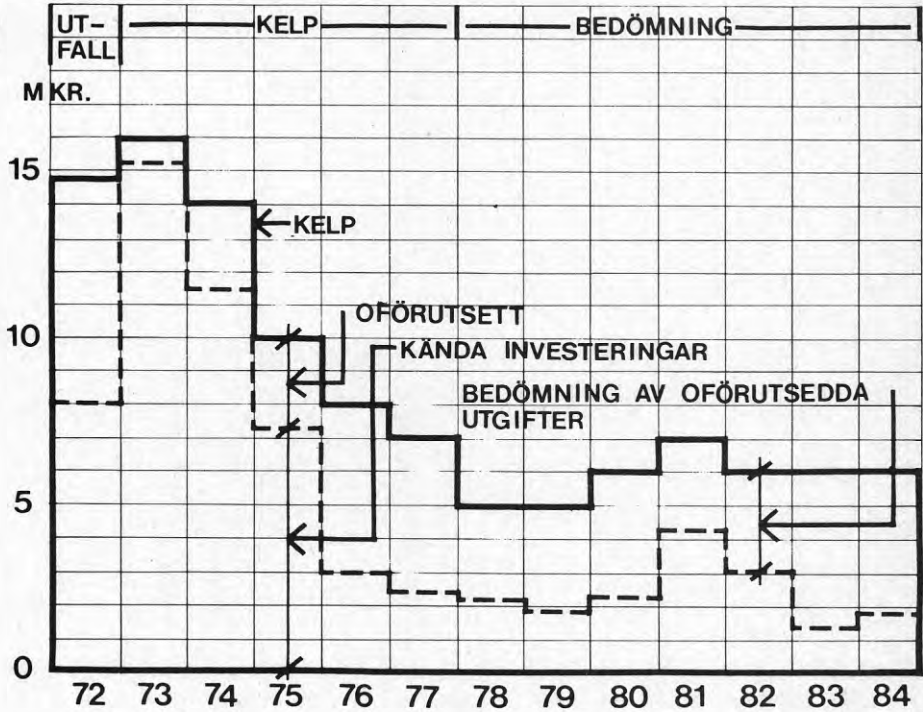 UT- KELP BEDÖMNING
FALL
M KR.
15
KELP
OFÖRUTSETT
10
KÄNDA INVESTERINGAR
BEDÖMNING AV OFÖRUTSEDDA
UTGIFTER
5
0
72 73 74 75 76 77 78 79 80 81 82 83 84